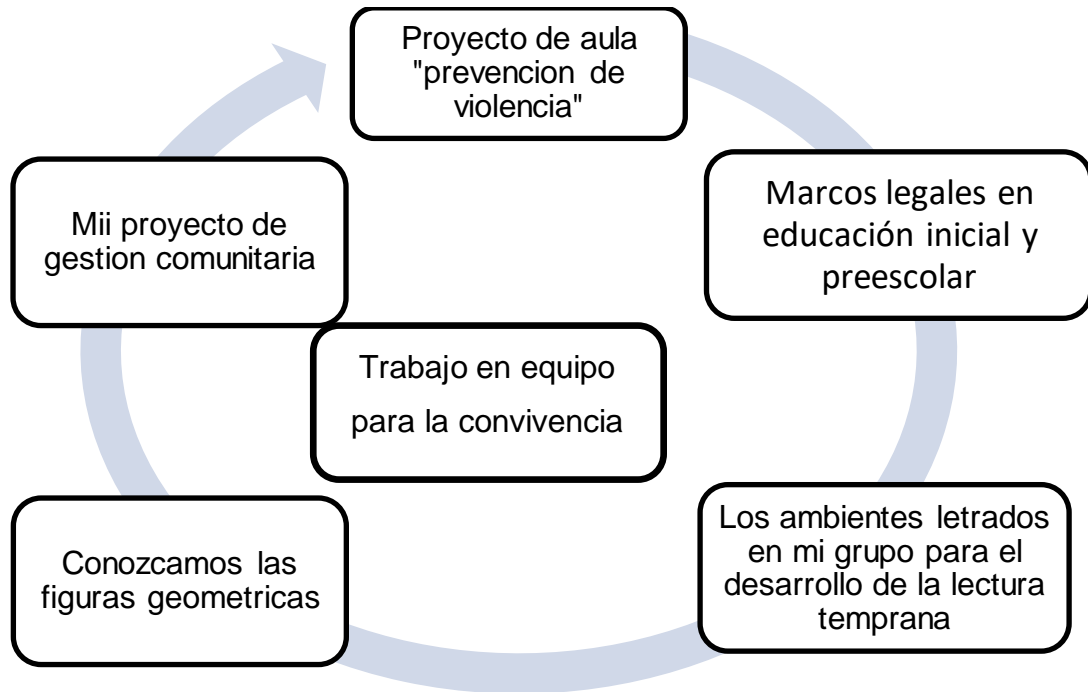 Proyecto de aula
"prevencion de
violencia"
Marcos legales en
educación inicial y
preescolar
Los ambientes letrados
en mi grupo para el
desarrollo de la lectura
temprana
Conozcamos las
figuras geometricas
Mii proyecto de
gestion comunitaria
Trabajo en equipo
para la convivencia